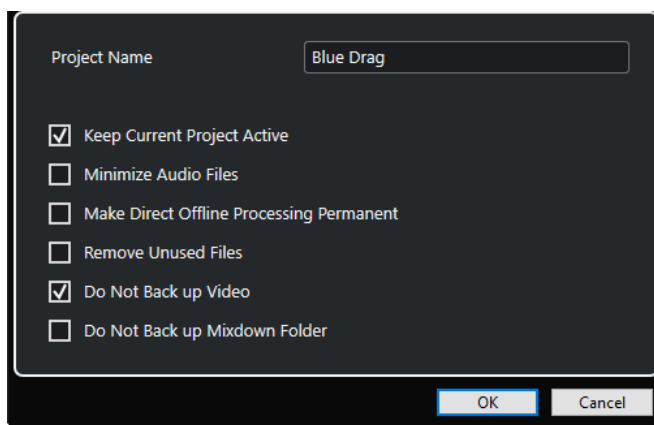 Project Name
Blue Drag
Keep Current Project Active
Minimize Audio Files
Make Direct Offline Processing Permanent
Remove Unused Files
Do Not Back up Video
Do Not Back up Mixdown Folder
OK
Cancel